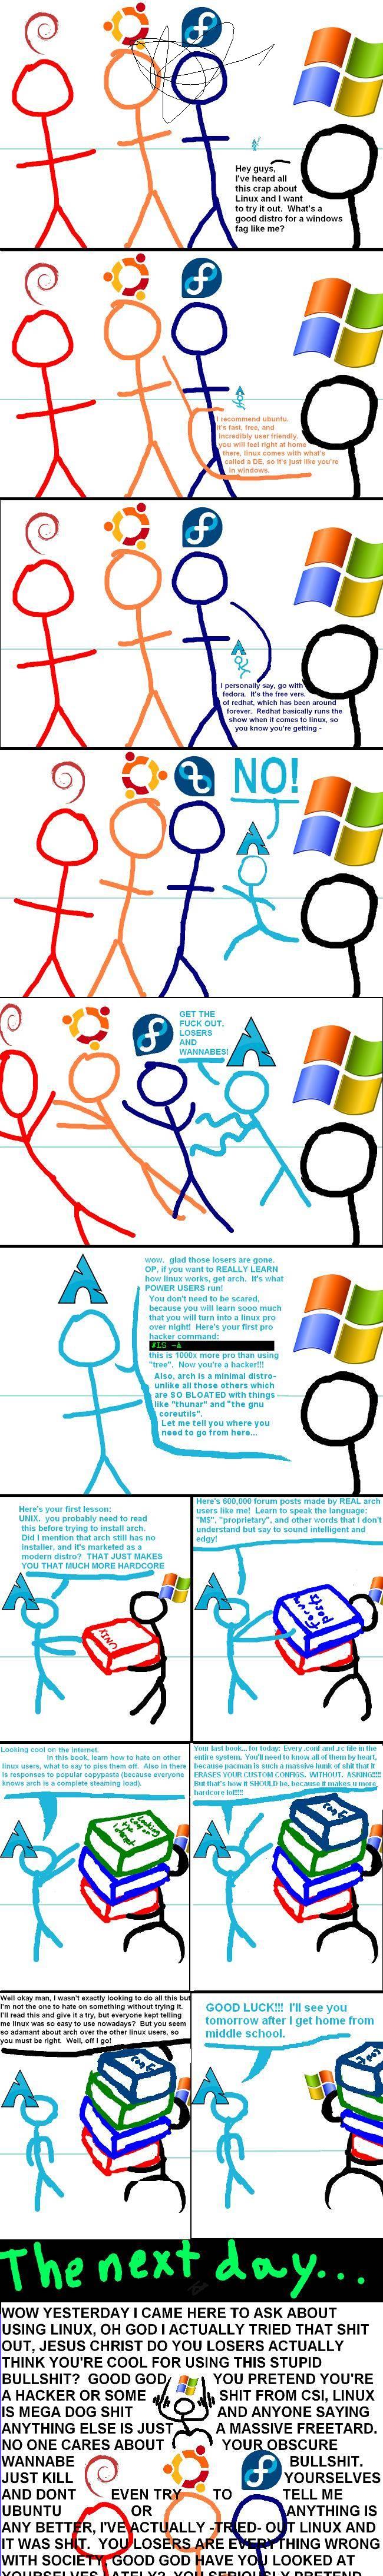 Hey guys,
I've heard all
this crap about
Linux and I want
to try it out. What's a
good distro for a windows
fag like me?
I recommend ubuntu.
It's fast, free, and
incredibly user friendly.
you will feel right at home
there, linux comes with what's
called a DE, so it's just like you're
in windows.
I personally say, go with
fedora. It's the free vers.
of redhat, which has been around
forever. Redhat basically runs the
show when it comes to linux, so
you know you're getting -
NO!
GET THE
FUCK OUT.
LOSERS
AND
WANNABES!
wow. glad those losers are gone.
OP, if you want to REALLY LEARN
how linux works, get arch. It's what
POWER USERS run!
You don't need to be scared,
because you will learn sooo much
that you will turn into a linux pro
over night! Here's your first pro
hacker command:
#LS -A
this is 1000x more pro than using
"tree". Now you're a hacker!!!
Also, arch is a minimal distro-
unlike all those others which
are SO BLOATED with things
like "thunar" and "the gnu
coreutils".
Let me tell you where you
need to go from here...
Here's your first lesson:
UNIX. you probably need to read
this before trying to install arch.
Did I mention that arch still has no
installer, and it's marketed as a
modern distro? THAT JUST MAKES
YOU THAT MUCH MORE HARDCORE
UNIX
Here's 600,000 forum posts made by REAL arch
users like me! Learn to speak the language:
"M$", "proprietary", and other words that I don't
understand but say to sound intelligent and
edgy!
Looking cool on the internet.
In this book, learn how to hate on other
linux users, what to say to piss them off. Also in there
is responses to popular copypasta (because everyone
knows arch is a complete steaming load).
Your last book... for today: Every .conf and .rc file in the
entire system. You'll need to know all of them by heart,
because pacman is such a massive hunk of shit that it
ERASES YOUR CUSTOM CONFIGS. WITHOUT. ASKING!!!!
But that's how it SHOULD be, because it makes u more
hardcore lol!!!!!
Well okay man, I wasn't exactly looking to do all this but
I'm not the one to hate on something without trying it.
I'll read this and give it a try, but everyone kept telling
me linux was so easy to use nowadays? But you seem
so adamant about arch over the other linux users, so
you must be right. Well, off I go!
GOOD LUCK!!! I'll see you
tomorrow after I get home from
middle school.
The next day...
WOW YESTERDAY I CAME HERE TO ASK ABOUT
USING LINUX, OH GOD I ACTUALLY TRIED THAT SHIT
OUT, JESUS CHRIST DO YOU LOSERS ACTUALLY
THINK YOU'RE COOL FOR USING THIS STUPID
BULLSHIT? GOOD GOD YOU PRETEND YOU'RE
A HACKER OR SOME SHIT FROM CSI, LINUX
IS MEGA DOG SHIT AND ANYONE SAYING
ANYTHING ELSE IS JUST A MASSIVE FREETARD.
NO ONE CARES ABOUT YOUR OBSCURE
WANNABE BULLSHIT.
JUST KILL YOURSELVES
AND DONT EVEN TRY TO TELL ME
UBUNTU OR ANYTHING IS
ANY BETTER, I'VE ACTUALLY -TRIED- OUT LINUX AND
IT WAS SHIT. YOU LOSERS ARE EVERYTHING WRONG
WITH SOCIETY, GOOD GOD HAVE YOU LOOKED AT
YOURSELVES LATELY? YOU SERIOUSLY PRETEND